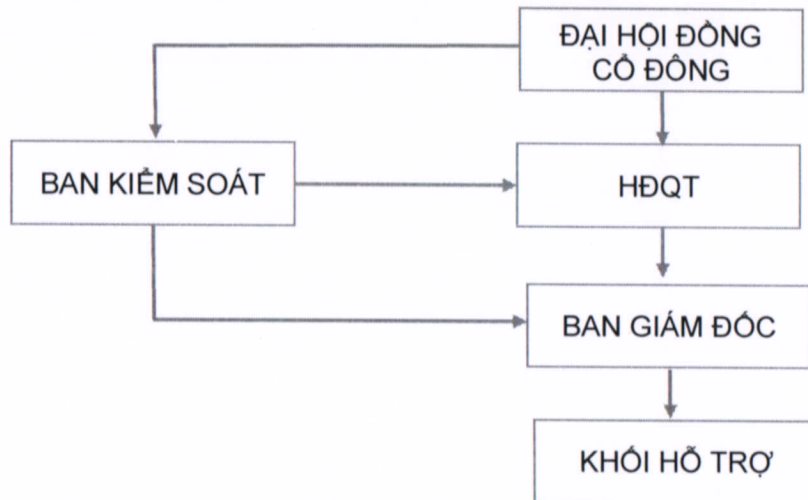 ĐẠI HỘI ĐỒNG
CỔ ĐÔNG
BAN KIỂM SOÁT
HĐQT
BAN GIÁM ĐỐC
KHỐI HỖ TRỢ